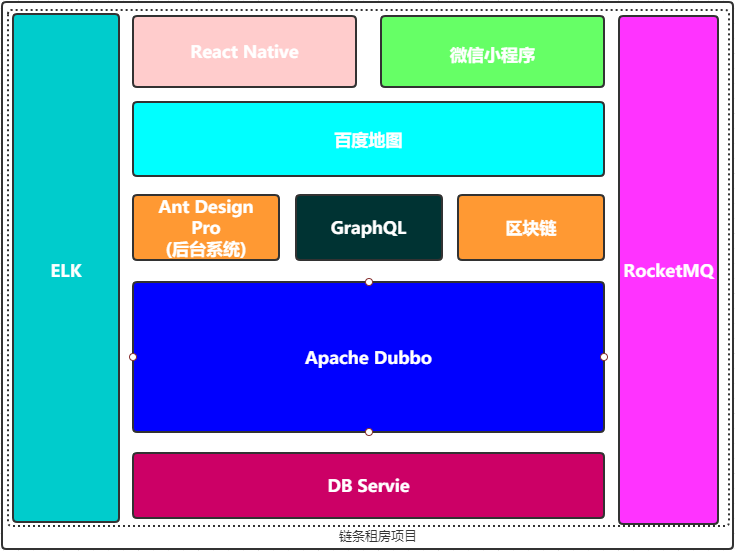 React Native
微信小程序
百度地图
Ant Design
Pro
(后台系统)
GraphQL
区块链
ELK
RocketMQ
Apache Dubbo
DB Servie
链条租房项目